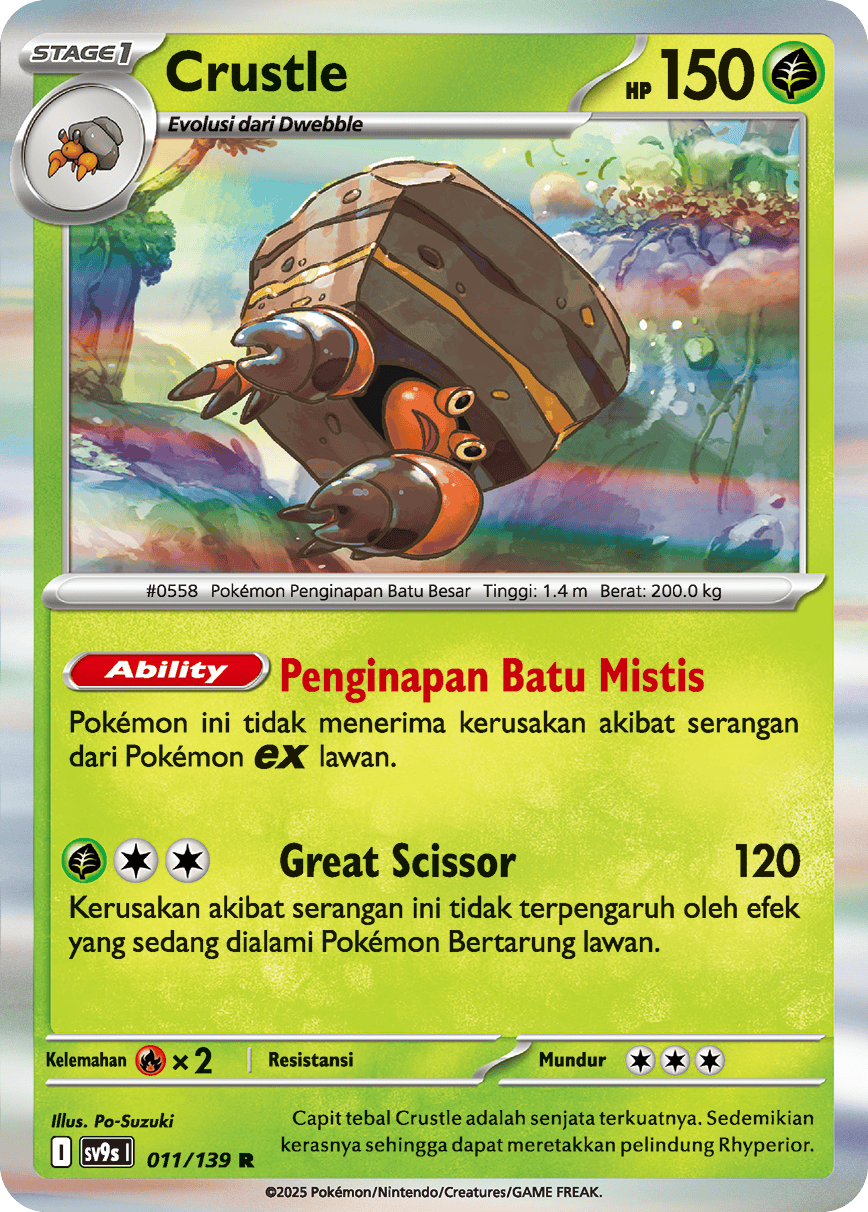 STAGE 1
Crustle
HP 150
Evolusi dari Dwebble
#0558 Pokémon Penginapan Batu Besar Tinggi: 1.4 m Berat: 200.0 kg
Ability Penginapan Batu Mistis
Pokémon ini tidak menerima kerusakan akibat serangan
dari Pokémon ex lawan.
Great Scissor 120
Kerusakan akibat serangan ini tidak terpengaruh oleh efek
yang sedang dialami Pokémon Bertarung lawan.
Kelemahan ×2 Resistansi Mundur
Illus. Po-Suzuki
I sv9s I 011/139 R
Capit tebal Crustle adalah senjata terkuatnya. Sedemikian
kerasnya sehingga dapat meretakkan pelindung Rhyperior.
©2025 Pokémon/Nintendo/Creatures/GAME FREAK.